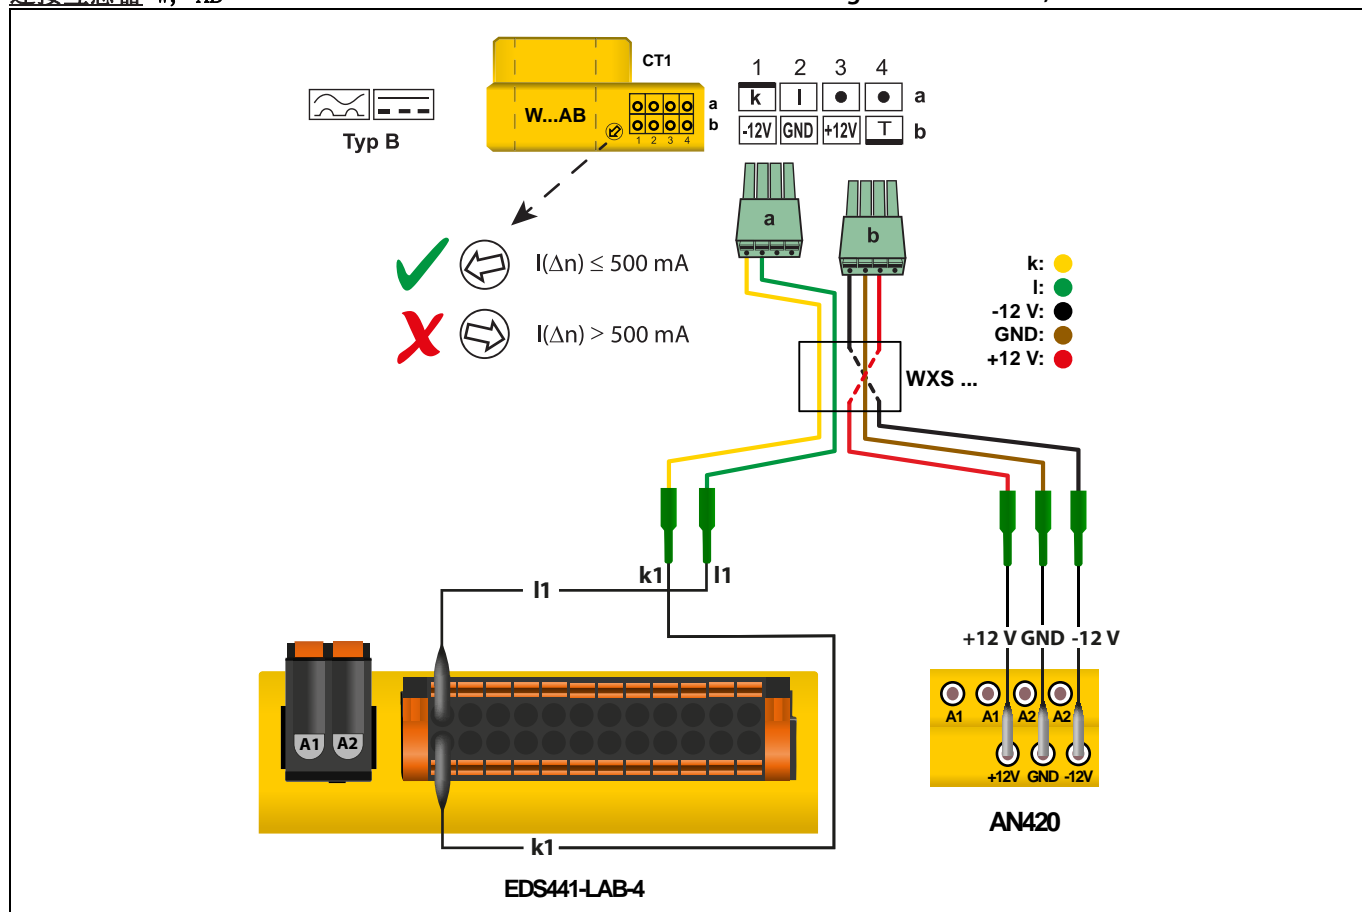 W...AB
CT1
a
b
1 2 3 4
1 2 3 4
k l a
-12V GND +12V b
Typ B
a
b
I(Δn) ≤ 500 mA
I(Δn) > 500 mA
k:
l:
-12 V:
GND:
+12 V:
WXS ...
k1 l1
l1
+12 V GND -12 V
A1 A2
A1 A1 A2 A2
+12V GND -12V
AN420
k1
EDS441-LAB-4